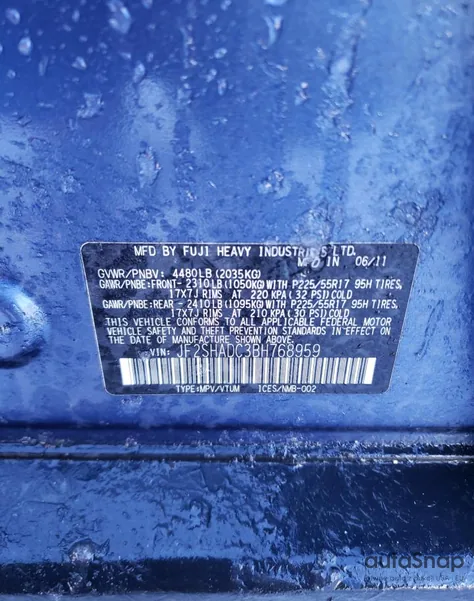 MFD BY FUJI HEAVY INDUSTRIES LTD.
M D IN 06/11
GVWR/PNBV: 4480LB (2035KG)
GAWR/PNBE:FRONT- 2310LB(1050KG)WITH P225/55R17 95H TIRES,
17X7J RIMS AT 220 KPA(32 PSI)COLD
GAWR/PNBE:REAR - 2410LB(1095KG)WITH P225/55R17 95H TIRES,
17X7J RIMS AT 210 KPA(30 PSI)COLD
THIS VEHICLE CONFORMS TO ALL APPLICABLE FEDERAL MOTOR
VEHICLE SAFETY AND THEFT PREVENTION STANDARDS IN EFFECT
ON THE DATE OF MANUFACTURE SHOWN ABOVE.
VIN: JF2SHADC3BH768959
TYPE:MPV/VTUM ICES/NMB-002
autoSnap